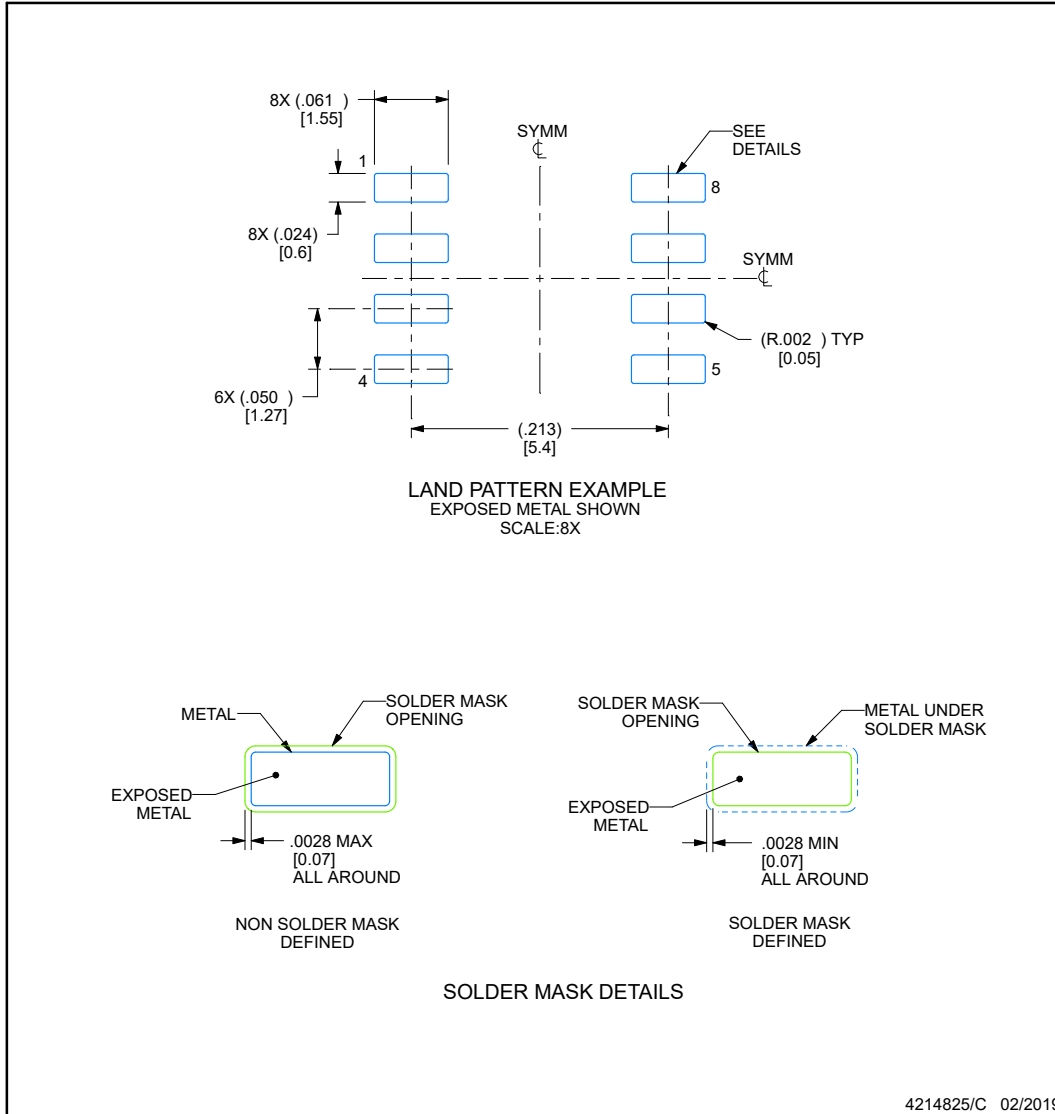 8X (.061 )
[1.55]
SYMM
℄
SEE
DETAILS
1
8
8X (.024)
[0.6]
SYMM
℄
(R.002 ) TYP
[0.05]
4
5
6X (.050 )
[1.27]
(.213)
[5.4]
LAND PATTERN EXAMPLE
EXPOSED METAL SHOWN
SCALE:8X
METAL
SOLDER MASK
OPENING
EXPOSED
METAL
.0028 MAX
[0.07]
ALL AROUND
NON SOLDER MASK
DEFINED
SOLDER MASK
OPENING
METAL UNDER
SOLDER MASK
EXPOSED
METAL
.0028 MIN
[0.07]
ALL AROUND
SOLDER MASK
DEFINED
SOLDER MASK DETAILS
4214825/C 02/2019